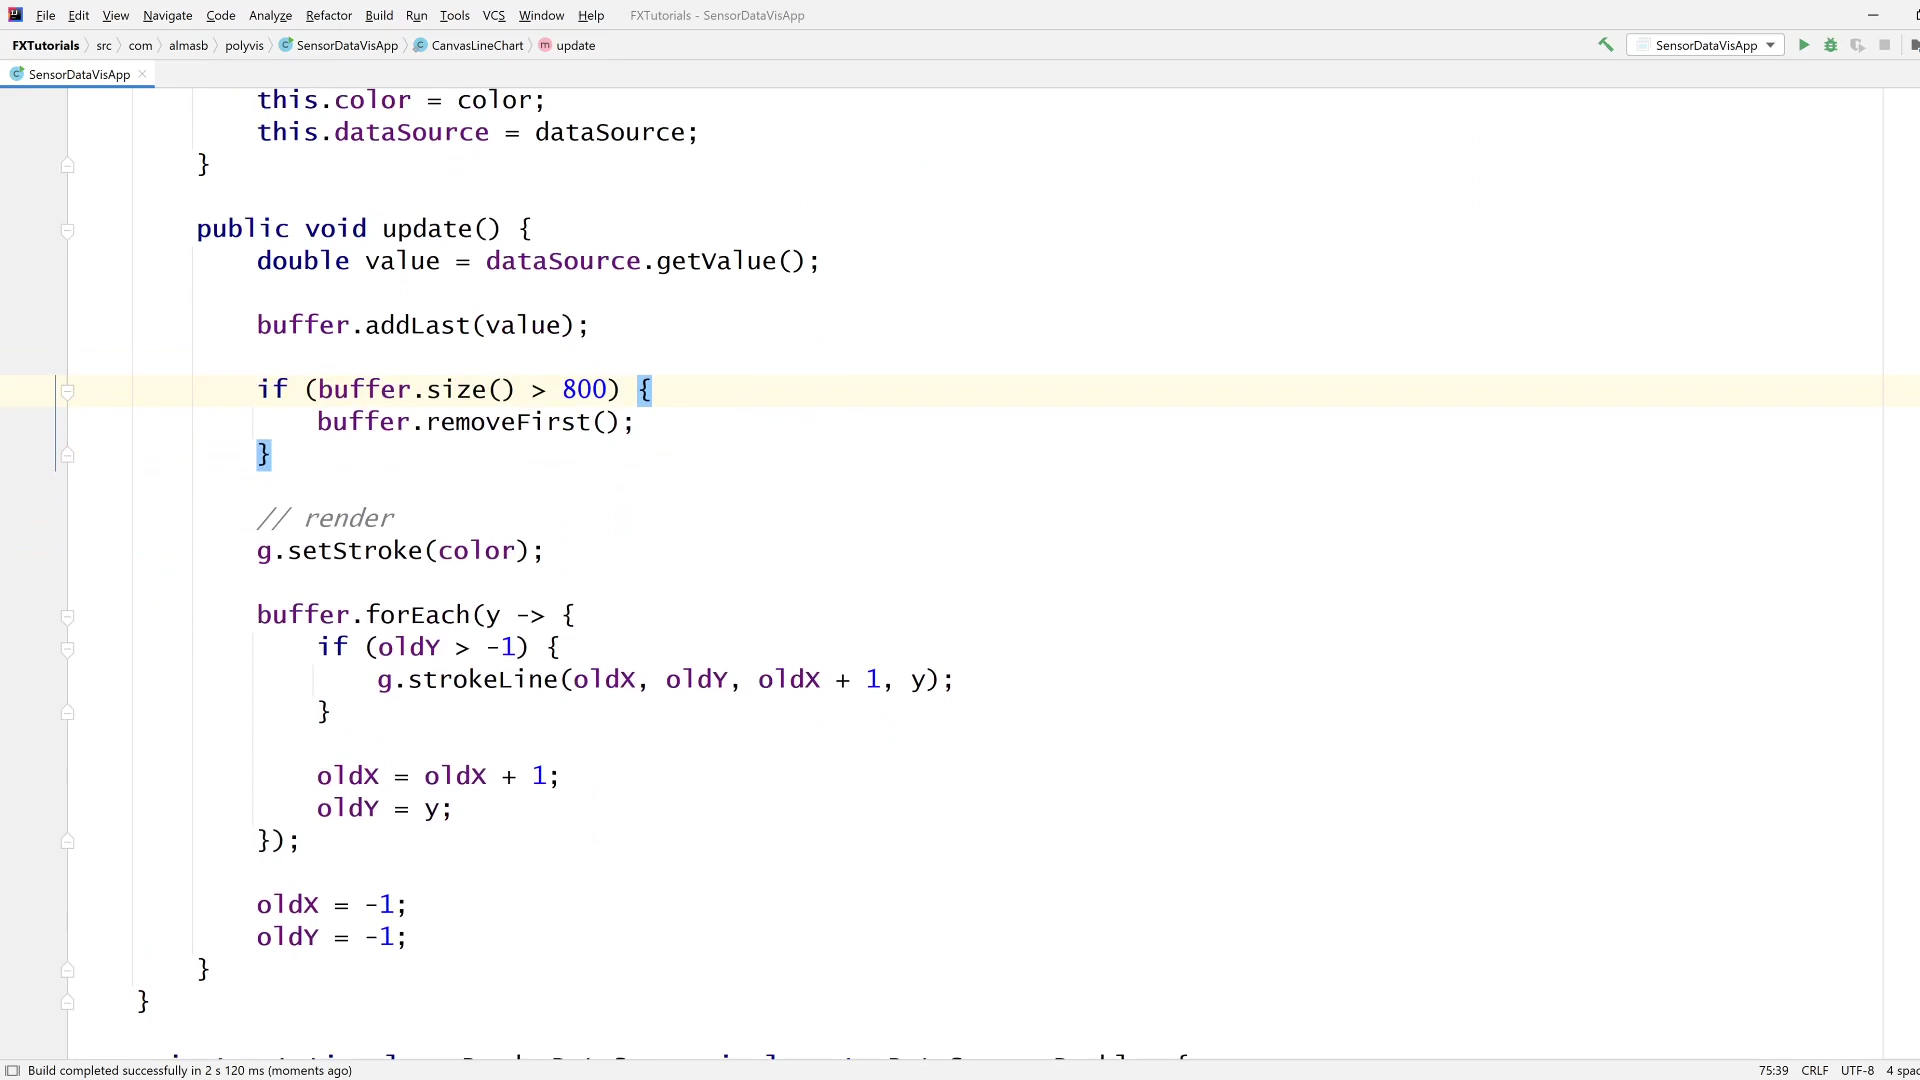 File Edit View Navigate Code Analyze Refactor Build Run Tools VCS Window Help FXTutorials - SensorDataVisApp
FXTutorials src com almasb polyvis SensorDataVisApp CanvasLineChart update SensorDataVisApp
SensorDataVisApp
this.color = color;
this.dataSource = dataSource;
}
public void update() {
double value = dataSource.getValue();
buffer.addLast(value);
if (buffer.size() > 800) {
buffer.removeFirst();
}
// render
g.setStroke(color);
buffer.forEach(y -> {
if (oldY > -1) {
g.strokeLine(oldX, oldY, oldX + 1, y);
}
oldX = oldX + 1;
oldY = y;
});
oldX = -1;
oldY = -1;
}
}
Build completed successfully in 2 s 120 ms (moments ago) 75:39 CRLF UTF-8 4 spac